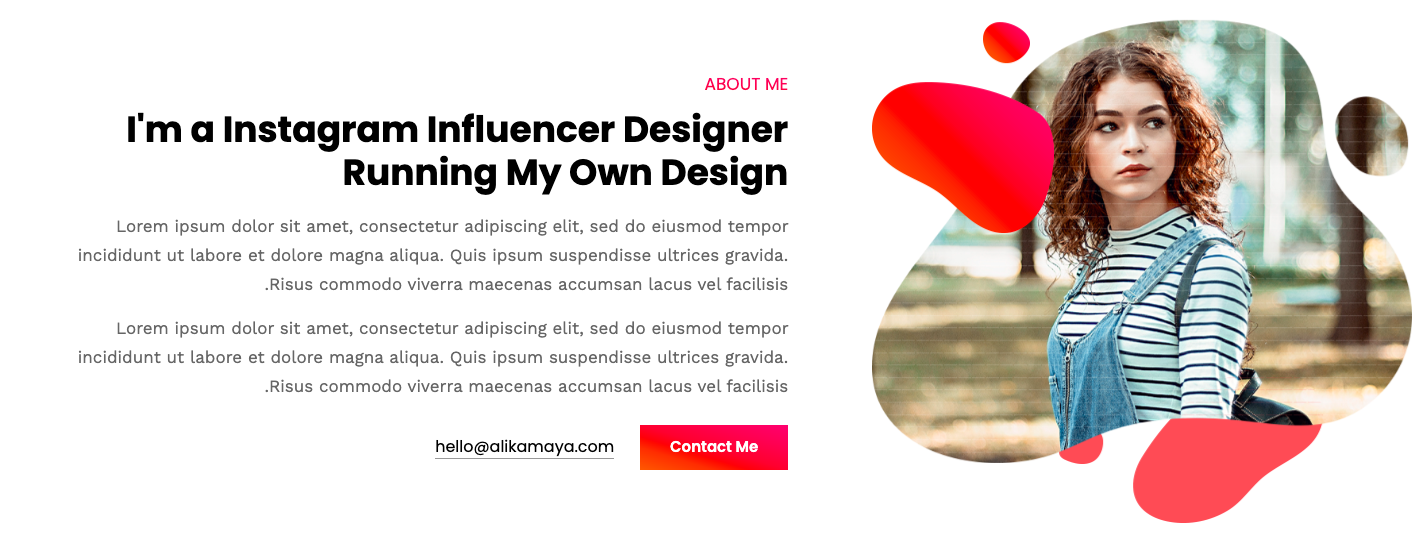 ABOUT ME
I'm a Instagram Influencer Designer
Running My Own Design
Lorem ipsum dolor sit amet, consectetur adipiscing elit, sed do eiusmod tempor
incididunt ut labore et dolore magna aliqua. Quis ipsum suspendisse ultrices gravida.
.Risus commodo viverra maecenas accumsan lacus vel facilisis
Lorem ipsum dolor sit amet, consectetur adipiscing elit, sed do eiusmod tempor
incididunt ut labore et dolore magna aliqua. Quis ipsum suspendisse ultrices gravida.
.Risus commodo viverra maecenas accumsan lacus vel facilisis
hello@alikamaya.com Contact Me